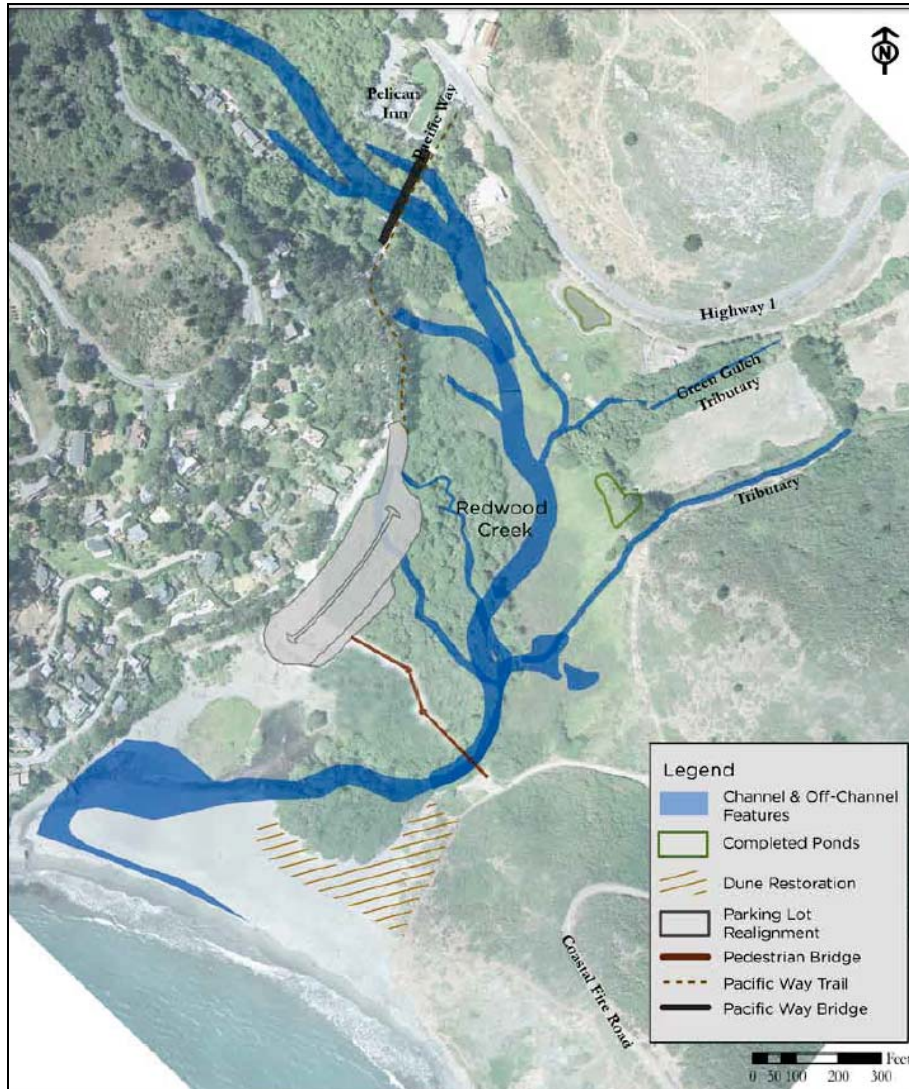 N
Pelican
Inn
Pacific Way
Highway 1
Green Gulch
Tributary
Tributary
Redwood
Creek
Legend
Channel & Off-Channel
Features
Completed Ponds
Dune Restoration
Parking Lot
Realignment
Pedestrian Bridge
Pacific Way Trail
Pacific Way Bridge
Coastal Fire Road
Feet
0 50 100 200 300